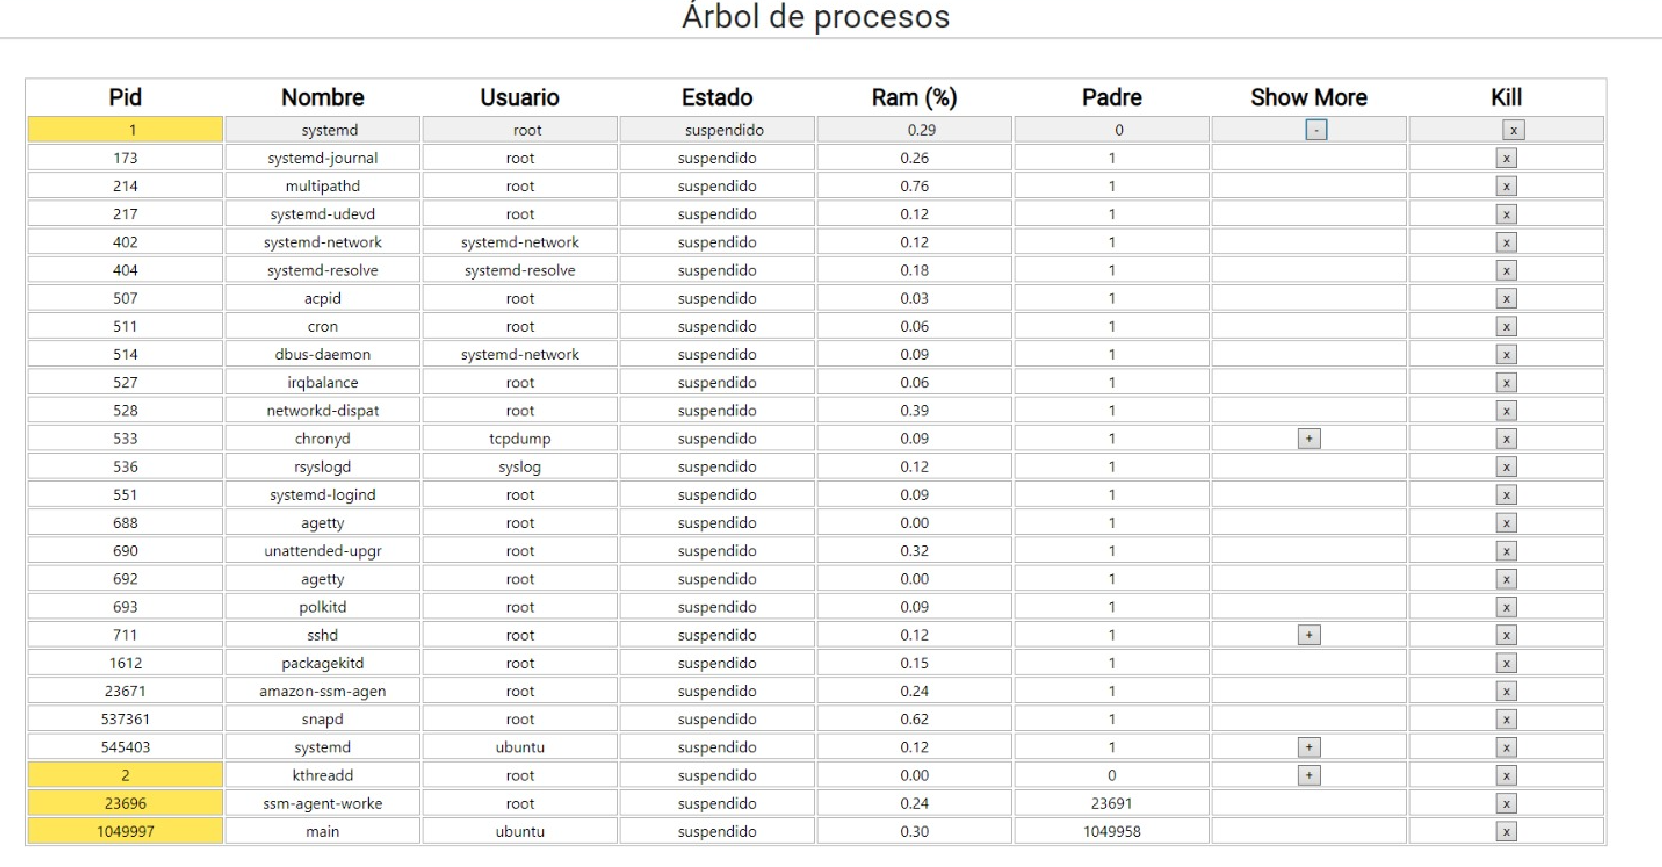 Árbol de procesos
Pid Nombre Usuario Estado Ram (%) Padre Show More Kill
1 systemd root suspendido 0.29 0 - x
173 systemd-journal root suspendido 0.26 1 x
214 multipathd root suspendido 0.76 1 x
217 systemd-udevd root suspendido 0.12 1 x
402 systemd-network systemd-network suspendido 0.12 1 x
404 systemd-resolve systemd-resolve suspendido 0.18 1 x
507 acpid root suspendido 0.03 1 x
511 cron root suspendido 0.06 1 x
514 dbus-daemon systemd-network suspendido 0.09 1 x
527 irqbalance root suspendido 0.06 1 x
528 networkd-dispat root suspendido 0.39 1 x
533 chronyd tcpdump suspendido 0.09 1 + x
536 rsyslogd syslog suspendido 0.12 1 x
551 systemd-logind root suspendido 0.09 1 x
688 agetty root suspendido 0.00 1 x
690 unattended-upgr root suspendido 0.32 1 x
692 agetty root suspendido 0.00 1 x
693 polkitd root suspendido 0.09 1 x
711 sshd root suspendido 0.12 1 + x
1612 packagekitd root suspendido 0.15 1 x
23671 amazon-ssm-agen root suspendido 0.24 1 x
537361 snapd root suspendido 0.62 1 x
545403 systemd ubuntu suspendido 0.12 1 + x
2 kthreadd root suspendido 0.00 0 + x
23696 ssm-agent-worke root suspendido 0.24 23691 x
1049997 main ubuntu suspendido 0.30 1049958 x